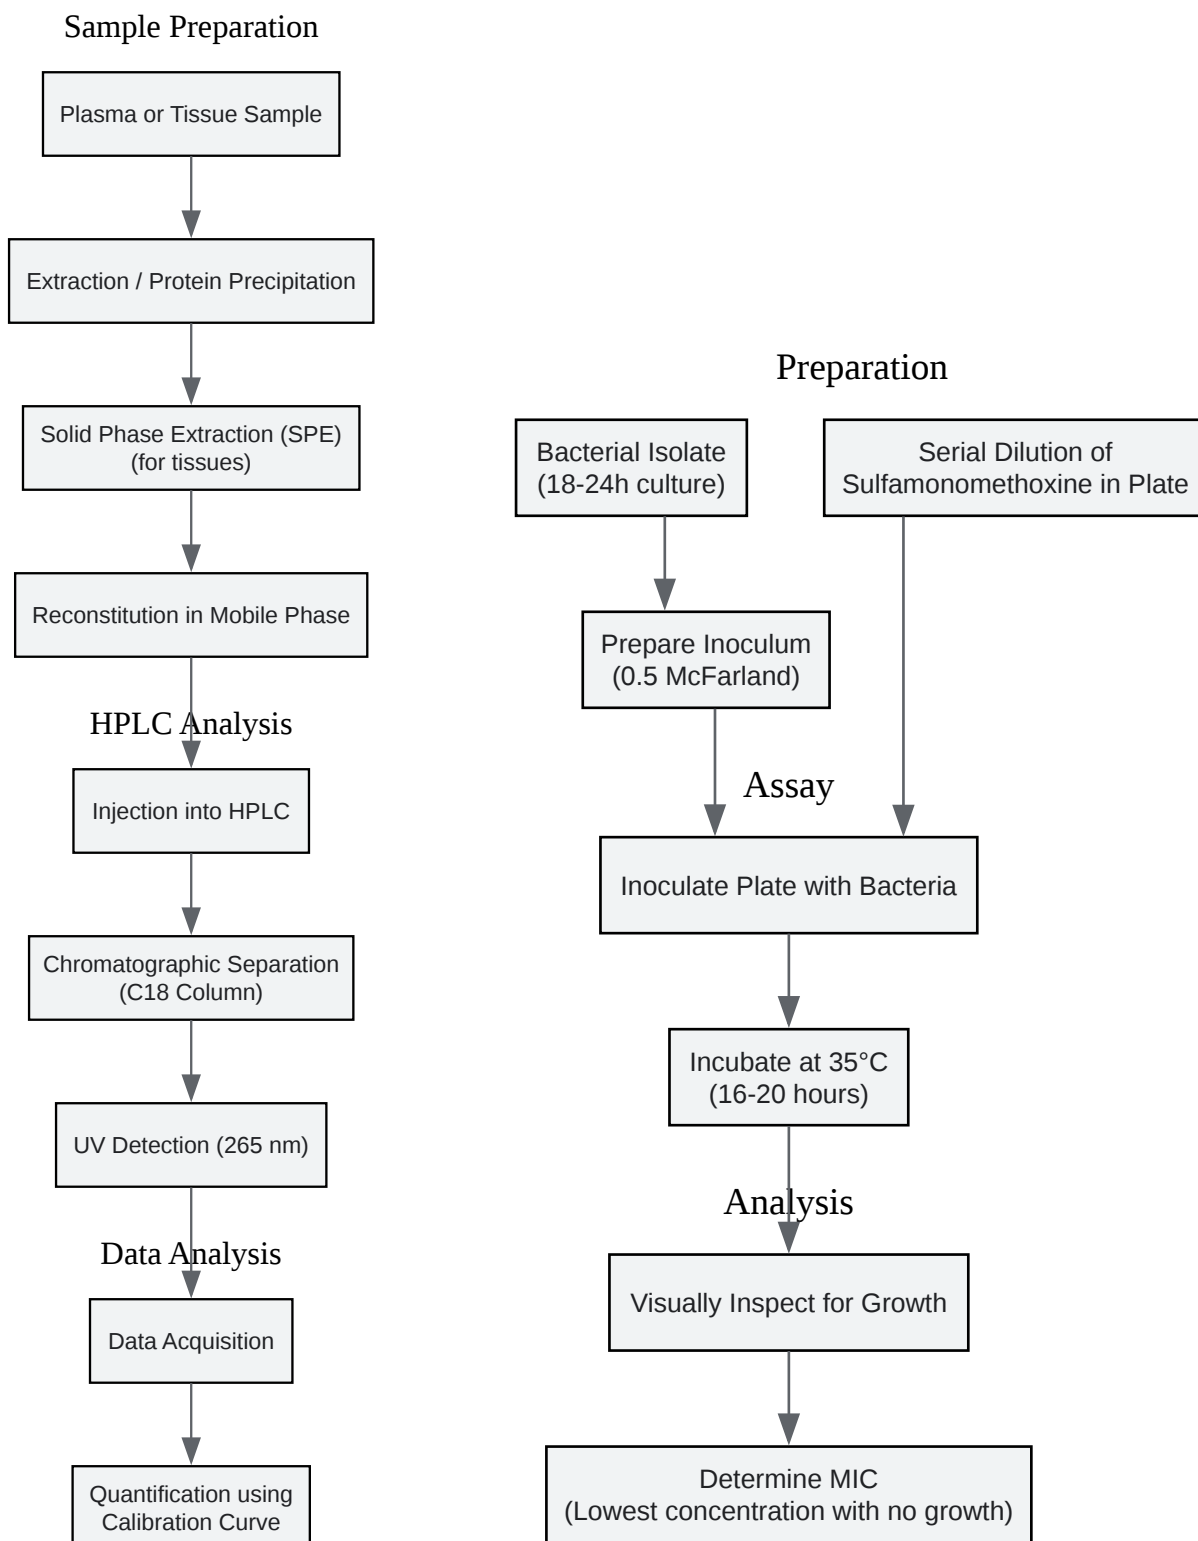 Sample Preparation
Plasma or Tissue Sample
Extraction / Protein Precipitation
Solid Phase Extraction (SPE)
(for tissues)
Reconstitution in Mobile Phase
HPLC Analysis
Injection into HPLC
Chromatographic Separation
(C18 Column)
UV Detection (265 nm)
Data Analysis
Data Acquisition
Quantification using
Calibration Curve
Preparation
Bacterial Isolate
(18-24h culture)
Serial Dilution of
Sulfamonomethoxine in Plate
Prepare Inoculum
(0.5 McFarland)
Assay
Inoculate Plate with Bacteria
Incubate at 35°C
(16-20 hours)
Analysis
Visually Inspect for Growth
Determine MIC
(Lowest concentration with no growth)